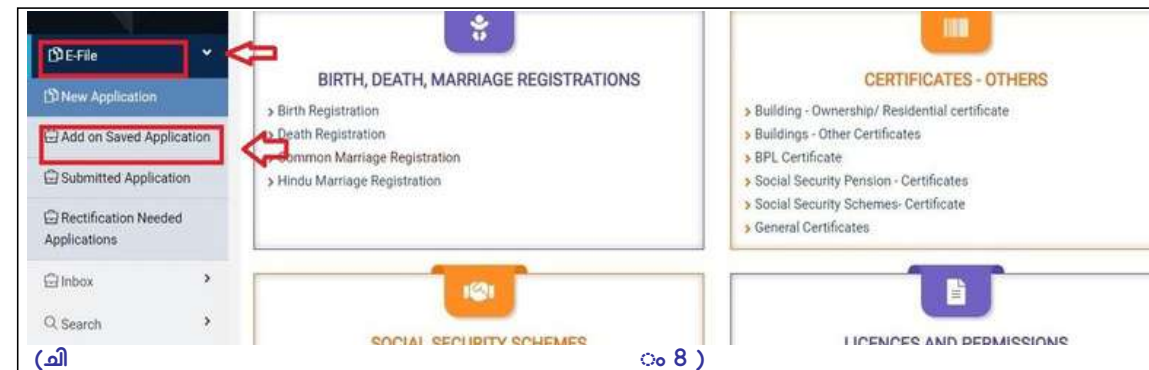 E-File
New Application
Add on Saved Application
Submitted Application
Rectification Needed
Applications
Inbox
Search
BIRTH, DEATH, MARRIAGE REGISTRATIONS
> Birth Registration
> Death Registration
> Common Marriage Registration
> Hindu Marriage Registration
CERTIFICATES - OTHERS
> Building - Ownership/ Residential certificate
> Buildings - Other Certificates
> BPL Certificate
> Social Security Pension - Certificates
> Social Security Schemes- Certificate
> General Certificates
SOCIAL SECURITY SCHEMES
LICENCES AND PERMISSIONS
(ചി ം 8 )